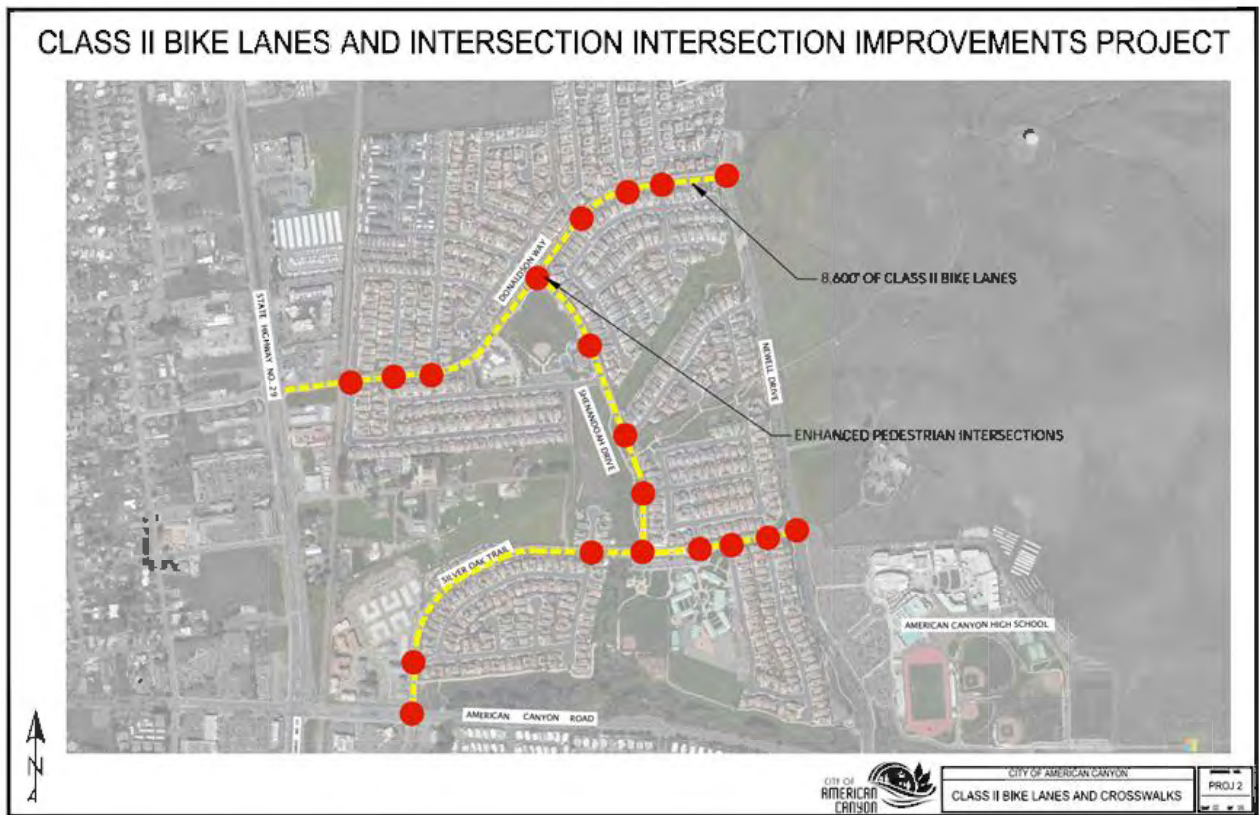 CLASS II BIKE LANES AND INTERSECTION INTERSECTION IMPROVEMENTS PROJECT
DONALDSON WAY
8,600' OF CLASS II BIKE LANES
STATE HIGHWAY NO. 29
NEWELL DRIVE
SHENANDOAH DRIVE
ENHANCED PEDESTRIAN INTERSECTIONS
SILVER OAK TRAIL
AMERICAN CANYON HIGH SCHOOL
AMERICAN CANYON ROAD
N
CITY OF
AMERICAN
CANYON
CITY OF AMERICAN CANYON
CLASS II BIKE LANES AND CROSSWALKS
PROJ 2